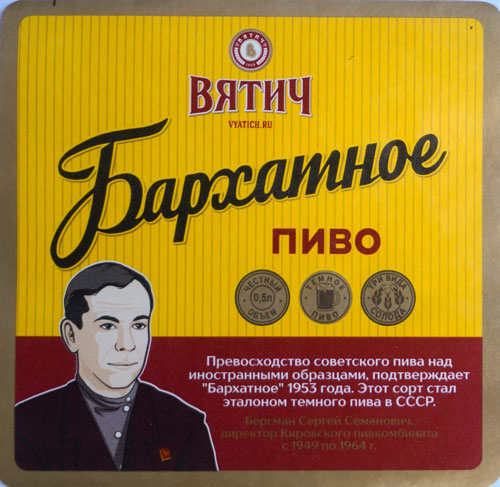 ВЯТИЧ
ВЯТИЧ
VYATICH.RU
Бархатное
ПИВО
ЧЕСТНЫЙ
0,5л
ОБЪЁМ
ТЕМНОЕ
ПИВО
ТРИ ВИДА
СОЛОДА
Превосходство советского пива над
иностранными образцами, подтверждает
"Бархатное" 1953 года. Этот сорт стал
эталоном темного пива в СССР.
Бергман Сергей Семенович,
директор Кировского пивкомбината
с 1949 по 1964 г.